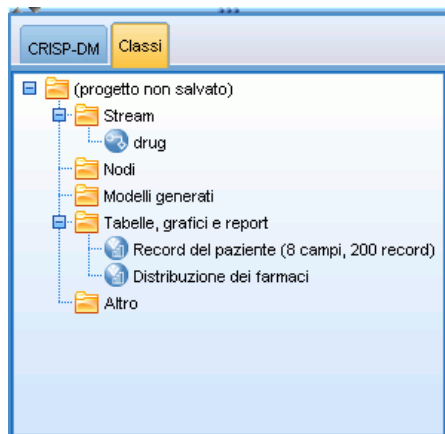 CRISP-DM Classi
(progetto non salvato)
Stream
drug
Nodi
Modelli generati
Tabelle, grafici e report
Record del paziente (8 campi, 200 record)
Distribuzione dei farmaci
Altro